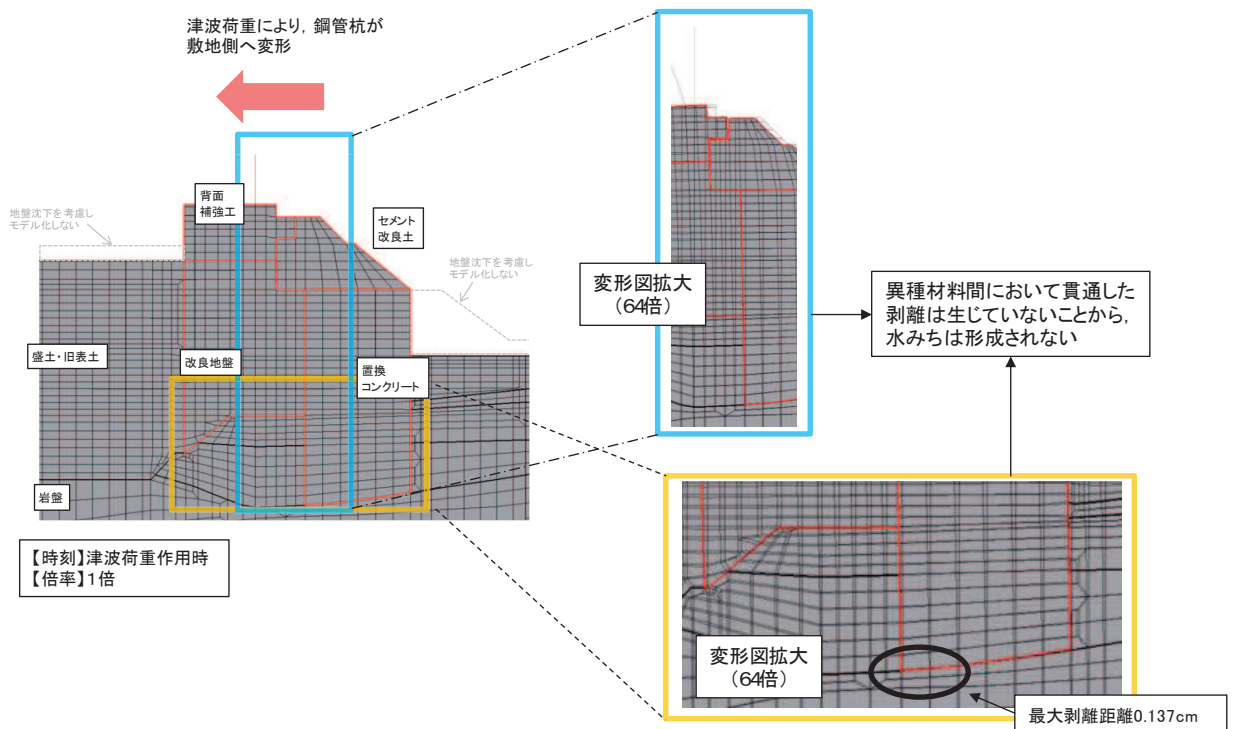 津波荷重により，鋼管杭が
敷地側へ変形
背面
補強工
セメント
改良土
地盤沈下を考慮し
モデル化しない
地盤沈下を考慮し
モデル化しない
盛土・旧表土
改良地盤
置換
コンクリート
岩盤
【時刻】津波荷重作用時
【倍率】１倍
変形図拡大
（64倍）
異種材料間において貫通した
剥離は生じていないことから，
水みちは形成されない
変形図拡大
（64倍）
最大剥離距離0.137cm